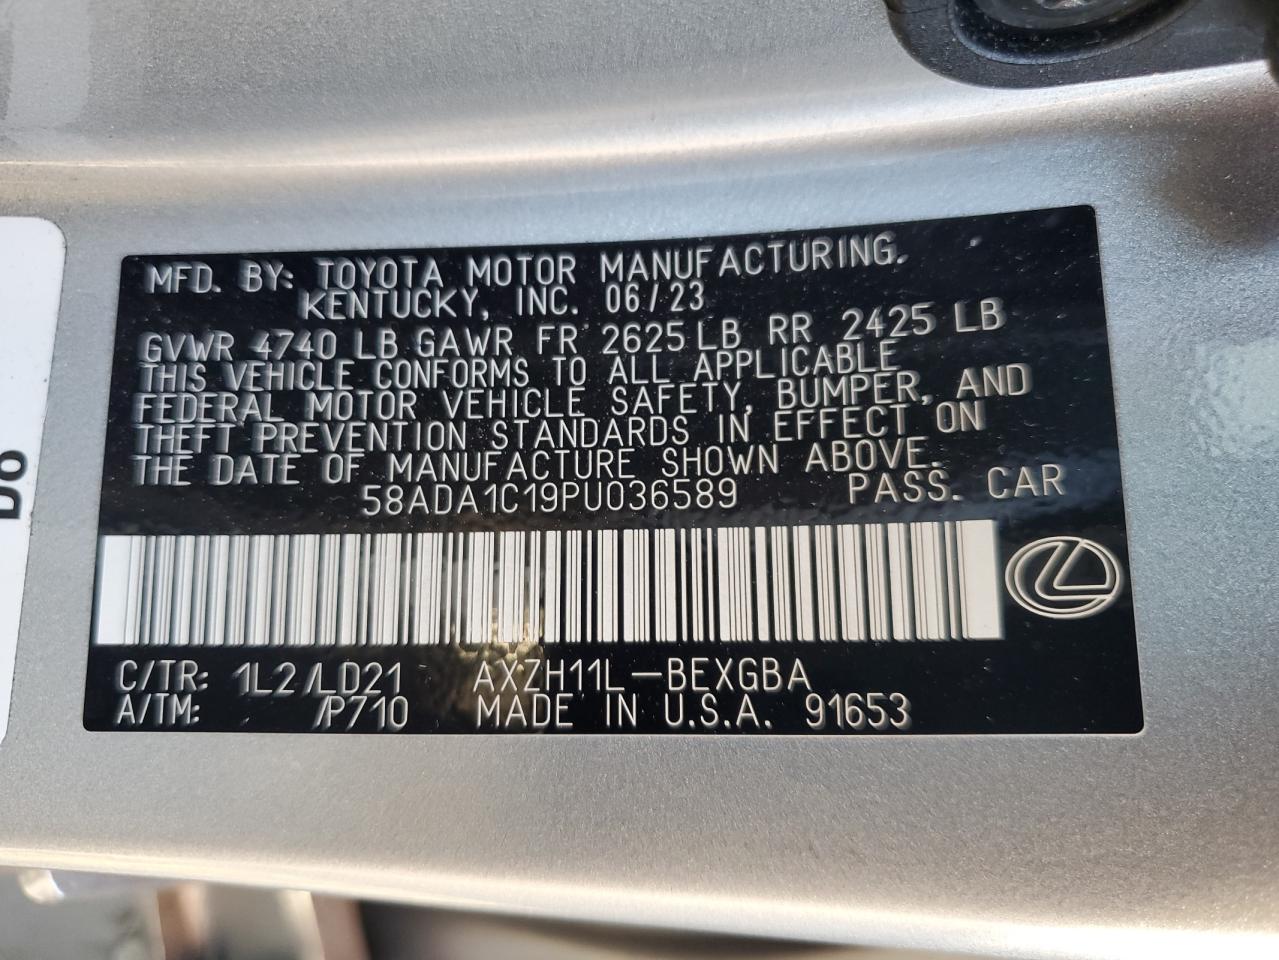 MFD. BY: TOYOTA MOTOR MANUFACTURING.
KENTUCKY, INC. 06/23
GVWR 4740 LB GAWR FR 2625 LB RR 2425 LB
THIS VEHICLE CONFORMS TO ALL APPLICABLE
FEDERAL MOTOR VEHICLE SAFETY, BUMPER, AND
THEFT PREVENTION STANDARDS IN EFFECT ON
THE DATE OF MANUFACTURE SHOWN ABOVE.
58ADA1C19PU036589 PASS. CAR
C/TR: 1L2/LD21 AXZH11L-BEXGBA
A/TM: /P710 MADE IN U.S.A. 91653